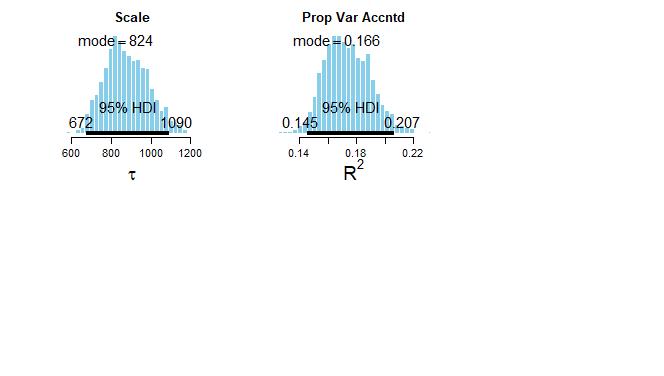 Scale
mode = 824
95% HDI
672 1090
600 800 1000 1200
τ
Prop Var Accntd
mode = 0.166
95% HDI
0.145 0.207
0.14 0.18 0.22
R²